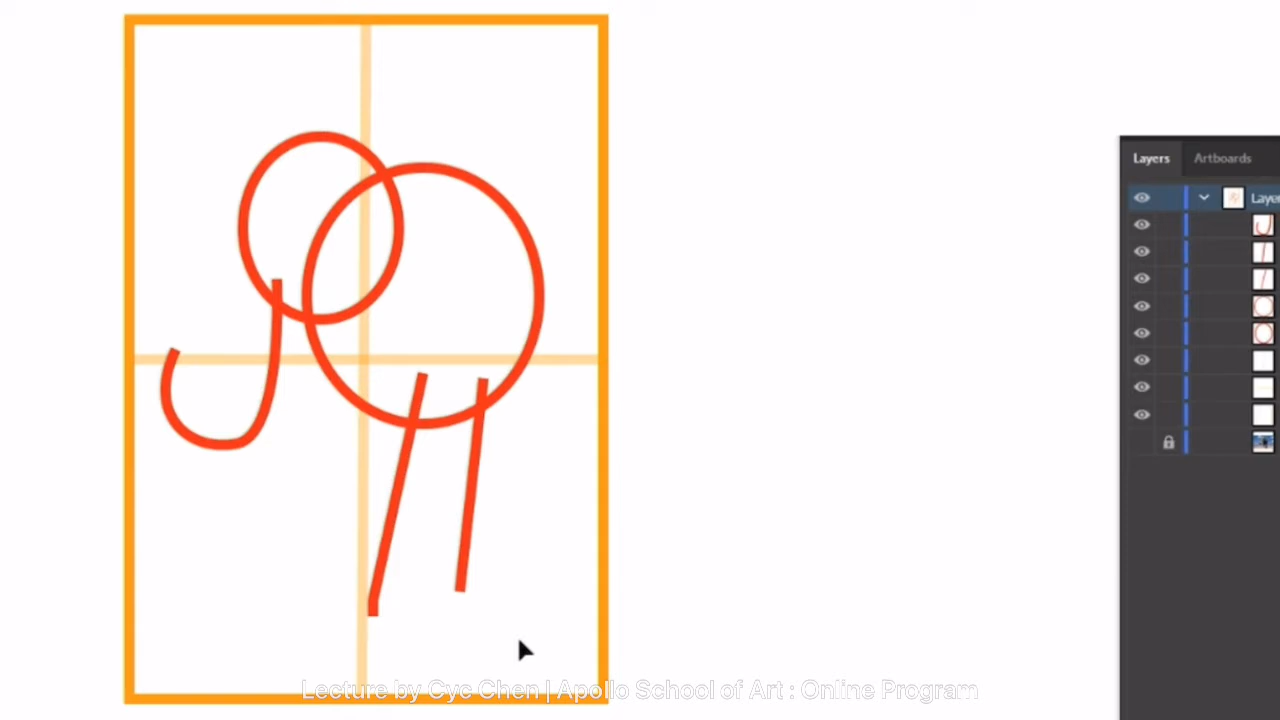 Layers Artboards
Lecture by Cyc Chen | Apollo School of Art : Online Program